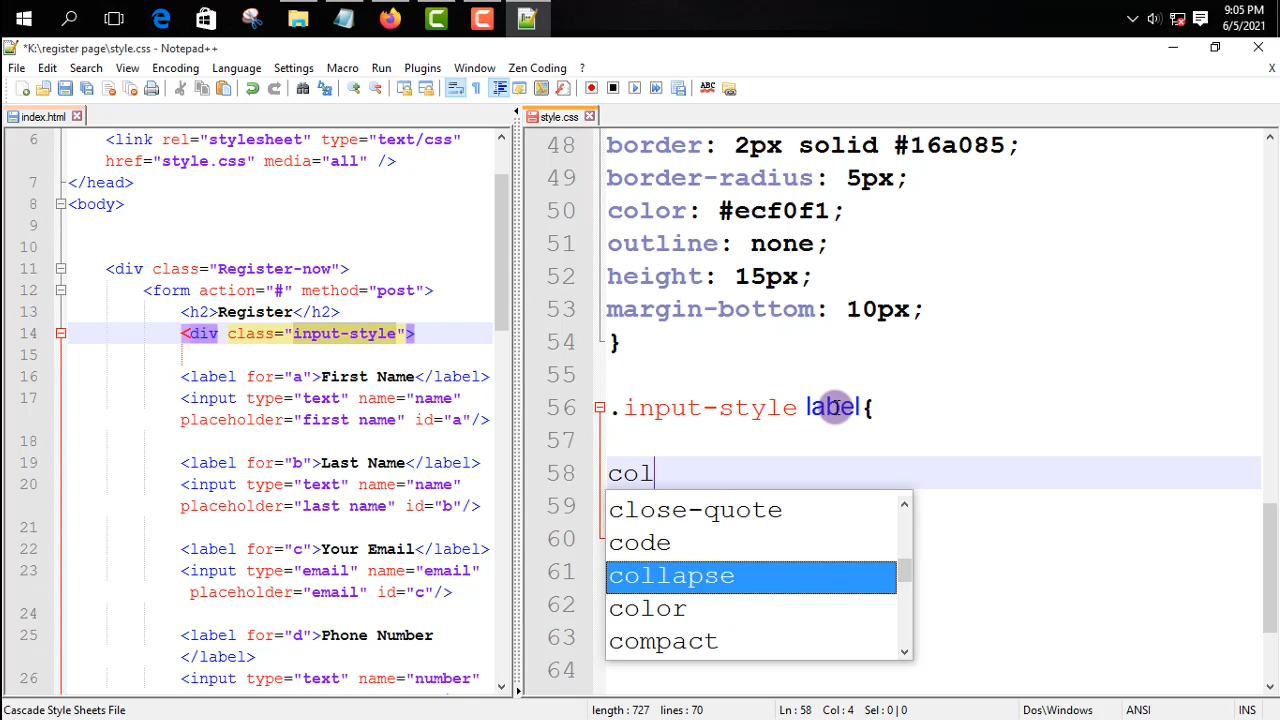 9:05 PM
6/5/2021
*K:\register page\style.css - Notepad++
File Edit Search View Encoding Language Settings Macro Run Plugins Window Zen Coding ? X
index.html
style.css
6 <link rel="stylesheet" type="text/css"
href="style.css" media="all" />
7 </head>
8 <body>
9
10
11 <div class="Register-now">
12 <form action="#" method="post">
13 <h2>Register</h2>
14 <div class="input-style">
15
16 <label for="a">First Name</label>
17 <input type="text" name="name"
placeholder="first name" id="a"/>
18
19 <label for="b">Last Name</label>
20 <input type="text" name="name"
placeholder="last name" id="b"/>
21
22 <label for="c">Your Email</label>
23 <input type="email" name="email"
placeholder="email" id="c"/>
24
25 <label for="d">Phone Number
</label>
26 <input type="text" name="number"
48 border: 2px solid #16a085;
49 border-radius: 5px;
50 color: #ecf0f1;
51 outline: none;
52 height: 15px;
53 margin-bottom: 10px;
54 }
55
56 .input-style label{
57
58 col
59 close-quote
code
60
61 collapse
62 color
63 compact
64
Cascade Style Sheets File length : 727 lines : 70 Ln : 58 Col : 4 Sel : 0 | 0 Dos\Windows ANSI INS